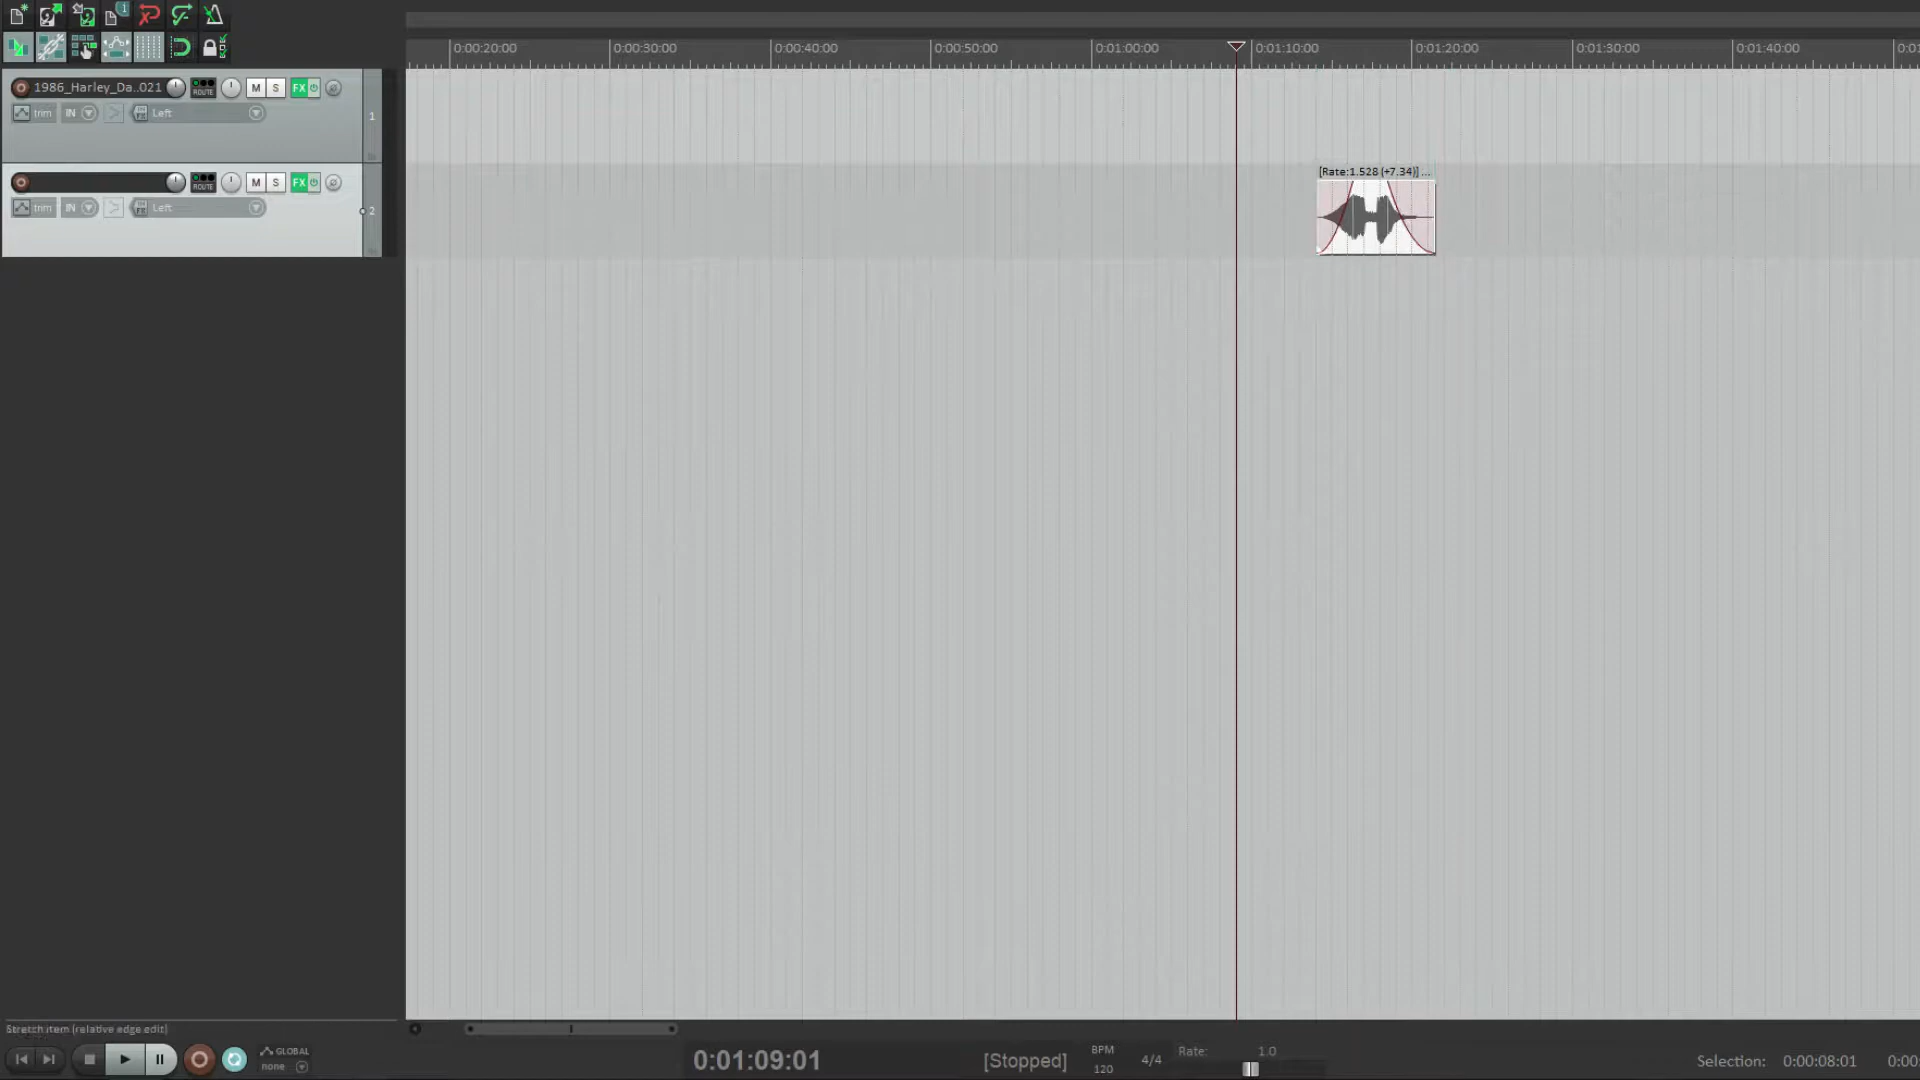 0:00:20:00 0:00:30:00 0:00:40:00 0:00:50:00 0:01:00:00 0:01:10:00 0:01:20:00 0:01:30:00 0:01:40:00
1986_Harley_Da..021 ROUTE M S FX
trim IN FX Left
1
[Rate:1.528 (+7.34)] ...
ROUTE M S FX
trim IN FX Left
2
Stretch item (relative edge edit)
GLOBAL
none
0:01:09:01
[Stopped]
BPM
120
4/4
Rate: 1.0
Selection: 0:00:08:01